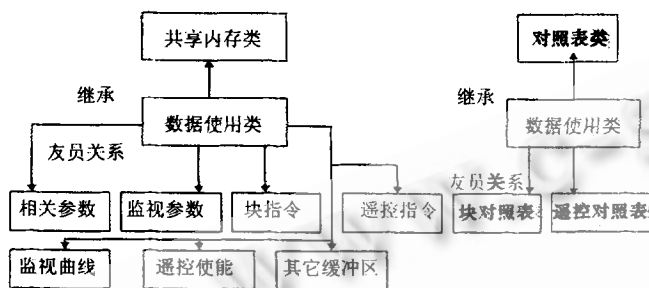 共享内存类
对照表类
继承
继承
数据使用类
数据使用类
友员关系
友员关系
相关参数
监视参数
块指令
遥控指令
块对照表
遥控对照表
监视曲线
遥控使能
其它缓冲区